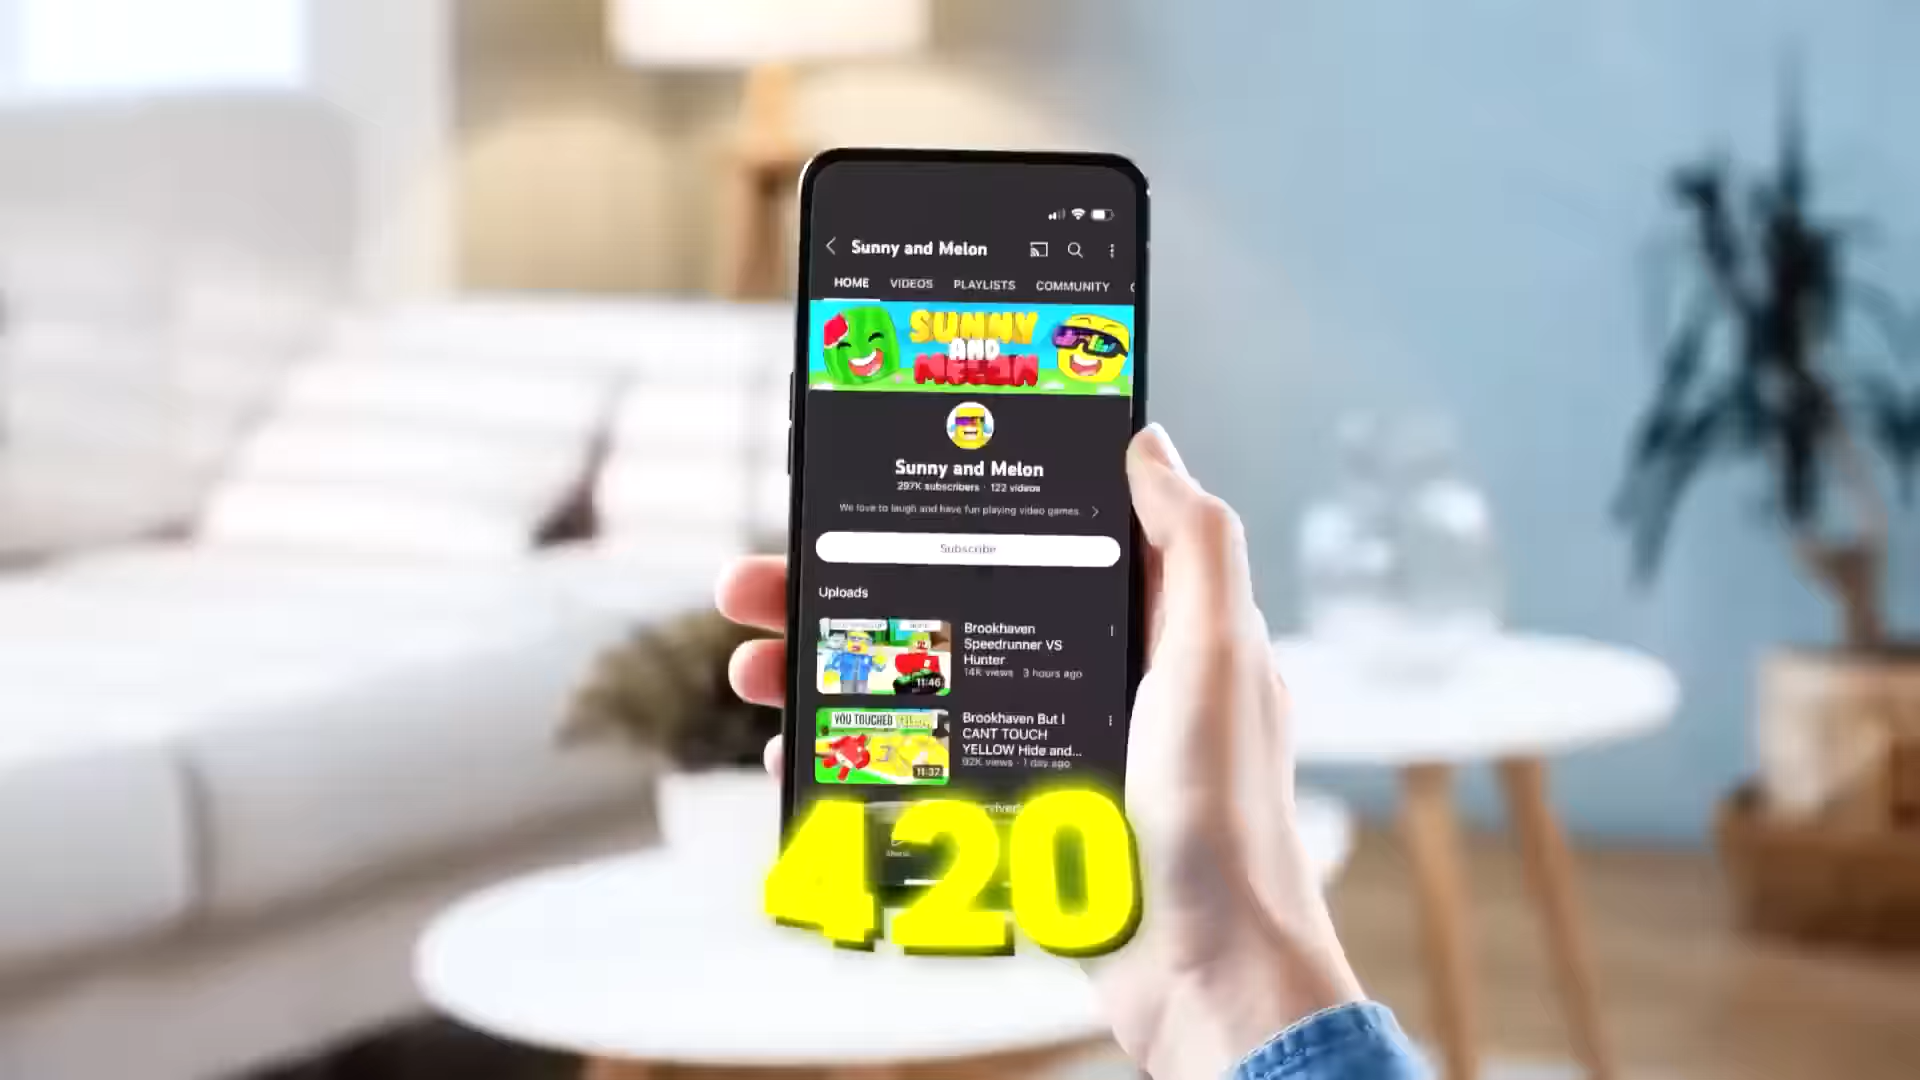 Sunny and Melon
HOME VIDEOS PLAYLISTS COMMUNITY
SUNNY
AND
MELON
Sunny and Melon
297K subscribers · 122 videos
We love to laugh and have fun playing video games.
Subscribe
Uploads
Brookhaven
Speedrunner VS
Hunter
14K views · 3 hours ago
11:46
YOU TOUCHED
Brookhaven But I
CANT TOUCH
YELLOW Hide and...
92K views · 1 day ago
11:37
420